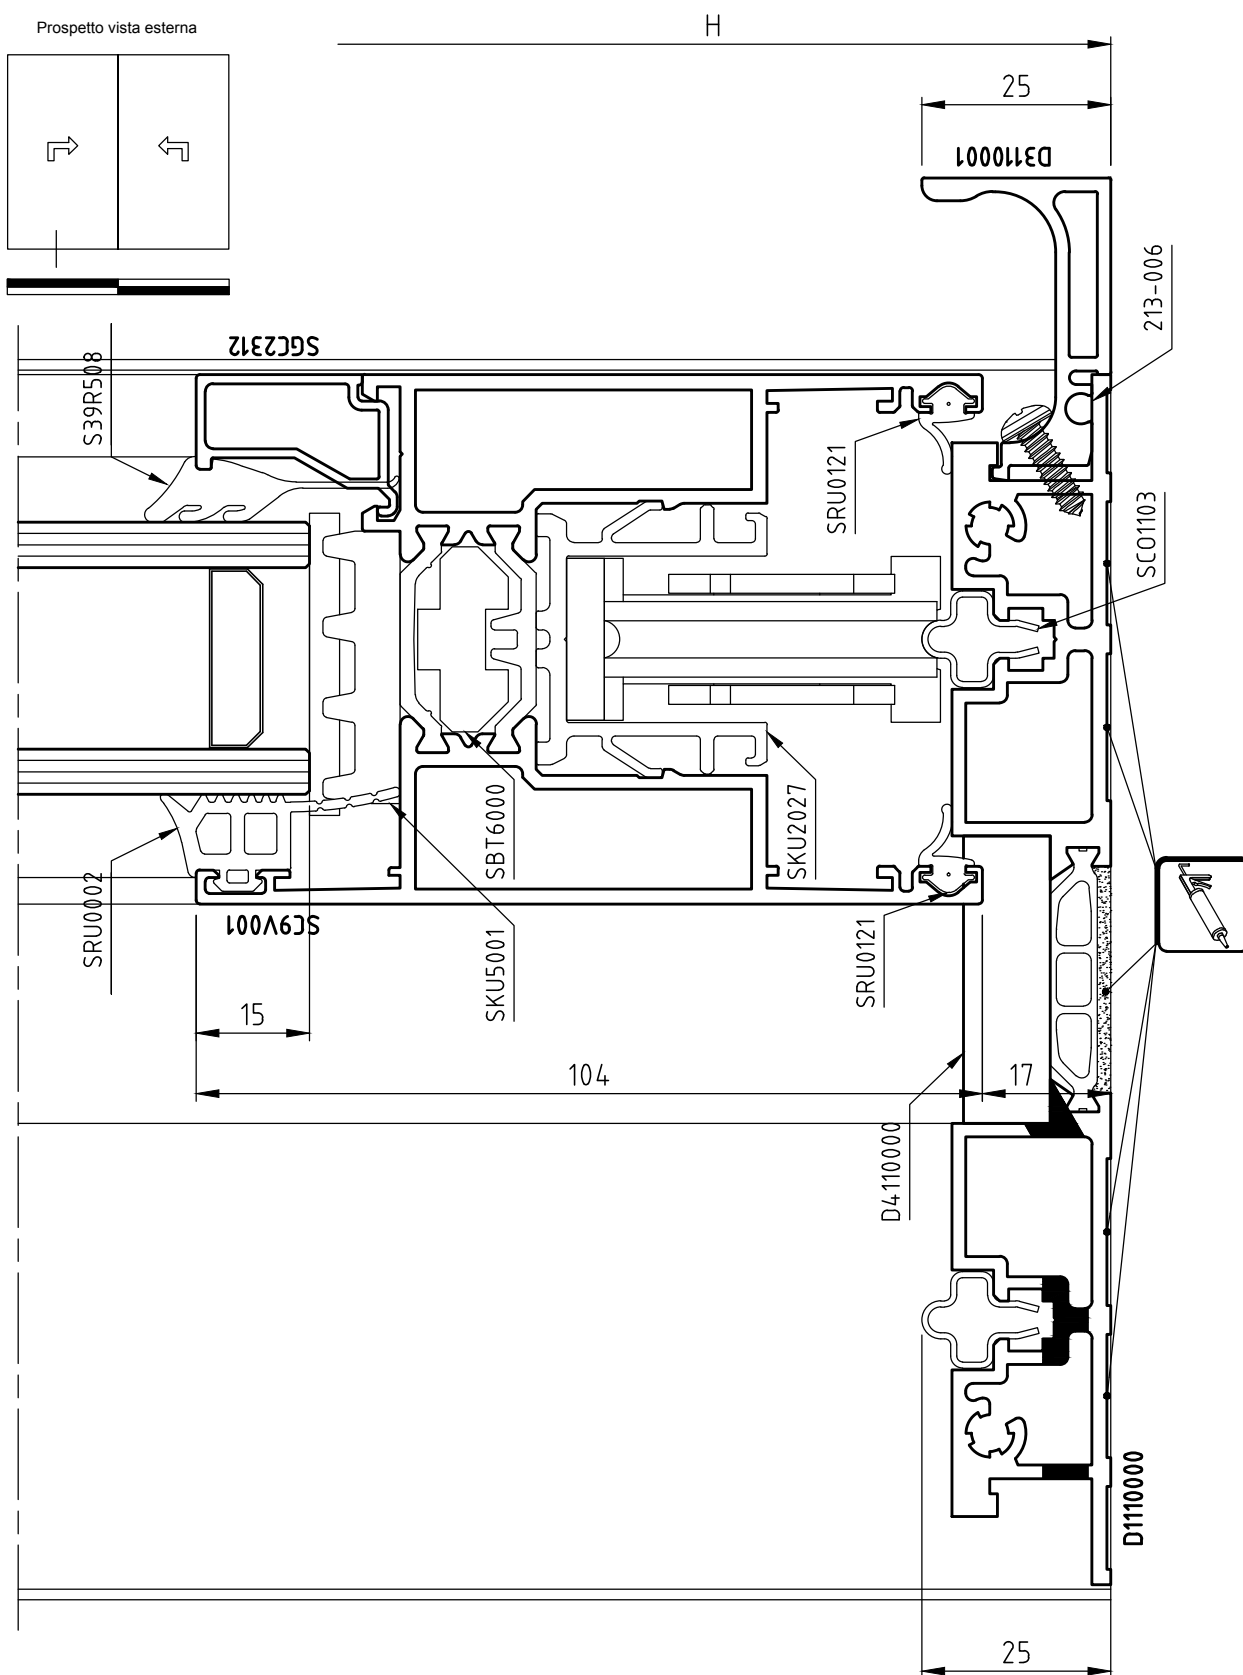 Prospetto vista esterna
H
25
D3110001
213-006
SGC2312
S39R508
SRU0121
SCO1103
SRU0002
SC9V001
SBT6000
SKU5001
SKU2027
SRU0121
15
104
17
D4110000
D1110000
25